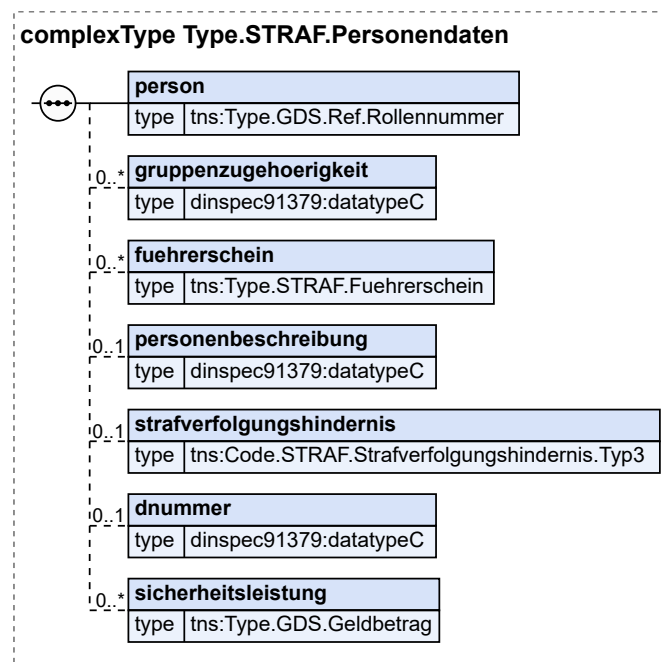 complexType Type.STRAF.Personendaten
person
type tns:Type.GDS.Ref.Rollennummer
0..* gruppenzugehoerigkeit
type dinspec91379:datatypeC
0..* fuehrerschein
type tns:Type.STRAF.Fuehrerschein
0..1 personenbeschreibung
type dinspec91379:datatypeC
0..1 strafverfolgungshindernis
type tns:Code.STRAF.Strafverfolgungshindernis.Typ3
0..1 dnummer
type dinspec91379:datatypeC
0..* sicherheitsleistung
type tns:Type.GDS.Geldbetrag